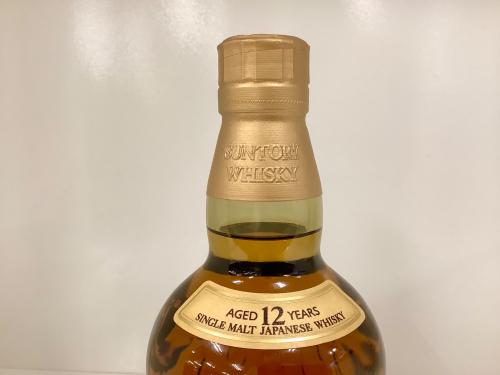 SUNTORY
WHISKY
AGED 12 YEARS
SINGLE MALT JAPANESE WHISKY